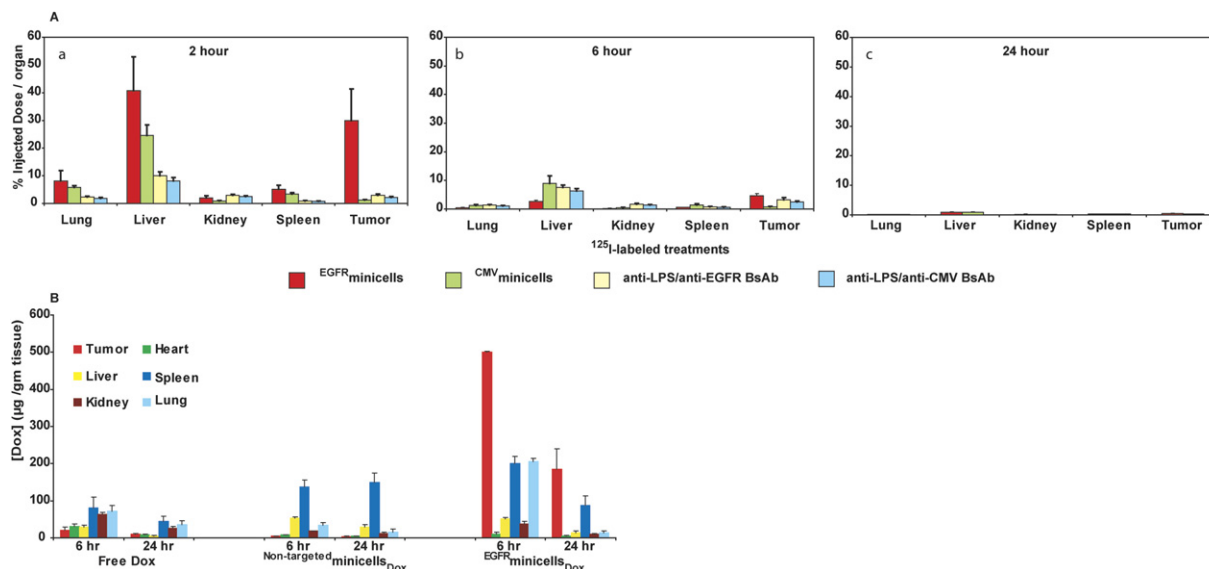 A
% Injected Dose / organ
60
50
40
30
20
10
0
a
2 hour
Lung Liver Kidney Spleen Tumor
60
50
40
30
20
10
0
b
6 hour
Lung Liver Kidney Spleen Tumor
60
50
40
30
20
10
0
c
24 hour
Lung Liver Kidney Spleen Tumor
125I-labeled treatments
EGFRminicells CMVminicells anti-LPS/anti-EGFR BsAb anti-LPS/anti-CMV BsAb
B
[Dox] (µg /gm tissue)
600
500
400
300
200
100
0
Tumor Heart
Liver Spleen
Kidney Lung
6 hr 24 hr 6 hr 24 hr 6 hr 24 hr
Free Dox Non-targetedminicellsDox EGFRminicellsDox